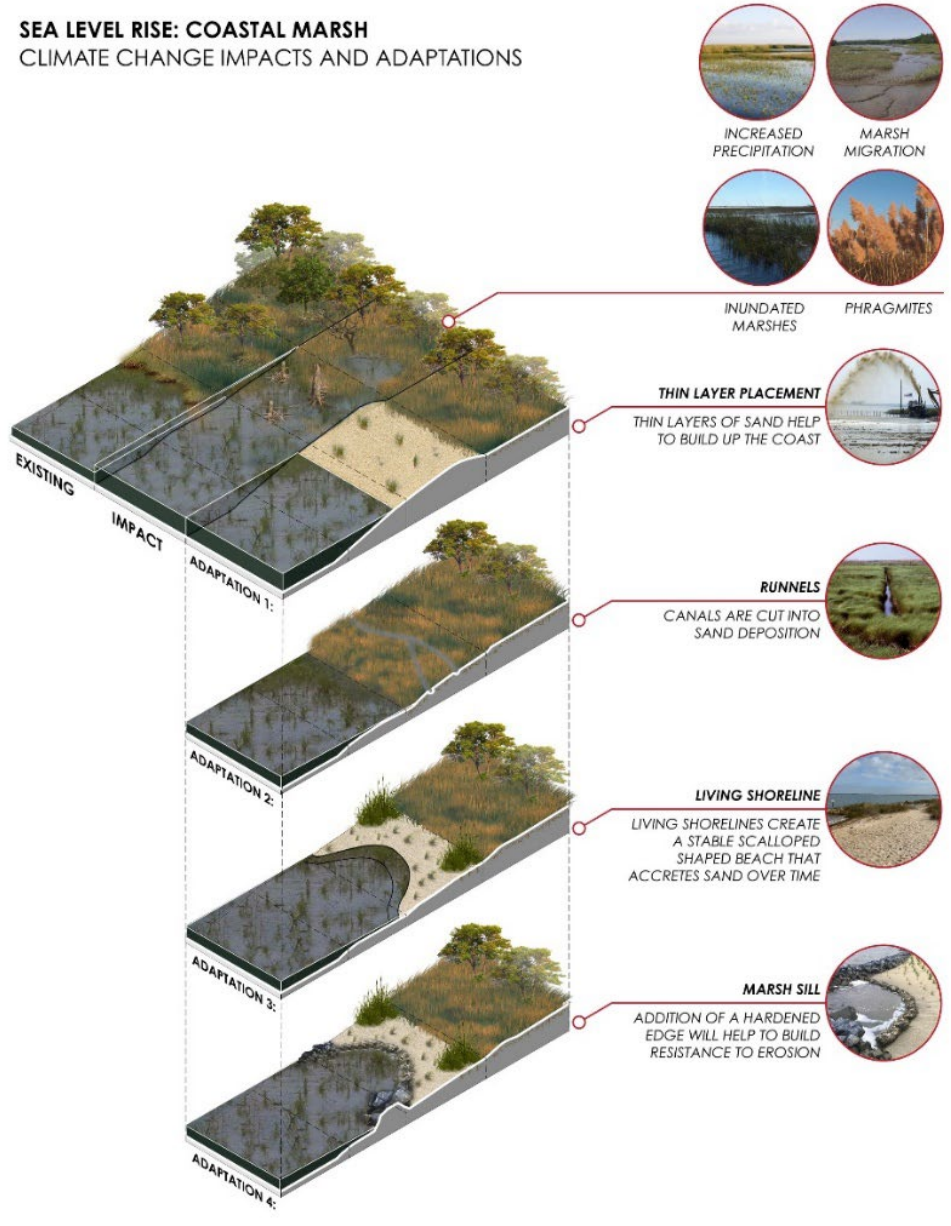 SEA LEVEL RISE: COASTAL MARSH
CLIMATE CHANGE IMPACTS AND ADAPTATIONS
INCREASED
PRECIPITATION
MARSH
MIGRATION
INUNDATED
MARSHES
PHRAGMITES
EXISTING
IMPACT
ADAPTATION 1:
THIN LAYER PLACEMENT
THIN LAYERS OF SAND HELP
TO BUILD UP THE COAST
ADAPTATION 2:
RUNNELS
CANALS ARE CUT INTO
SAND DEPOSITION
ADAPTATION 3:
LIVING SHORELINE
LIVING SHORELINES CREATE
A STABLE SCALLOPED
SHAPED BEACH THAT
ACCRETES SAND OVER TIME
ADAPTATION 4:
MARSH SILL
ADDITION OF A HARDENED
EDGE WILL HELP TO BUILD
RESISTANCE TO EROSION